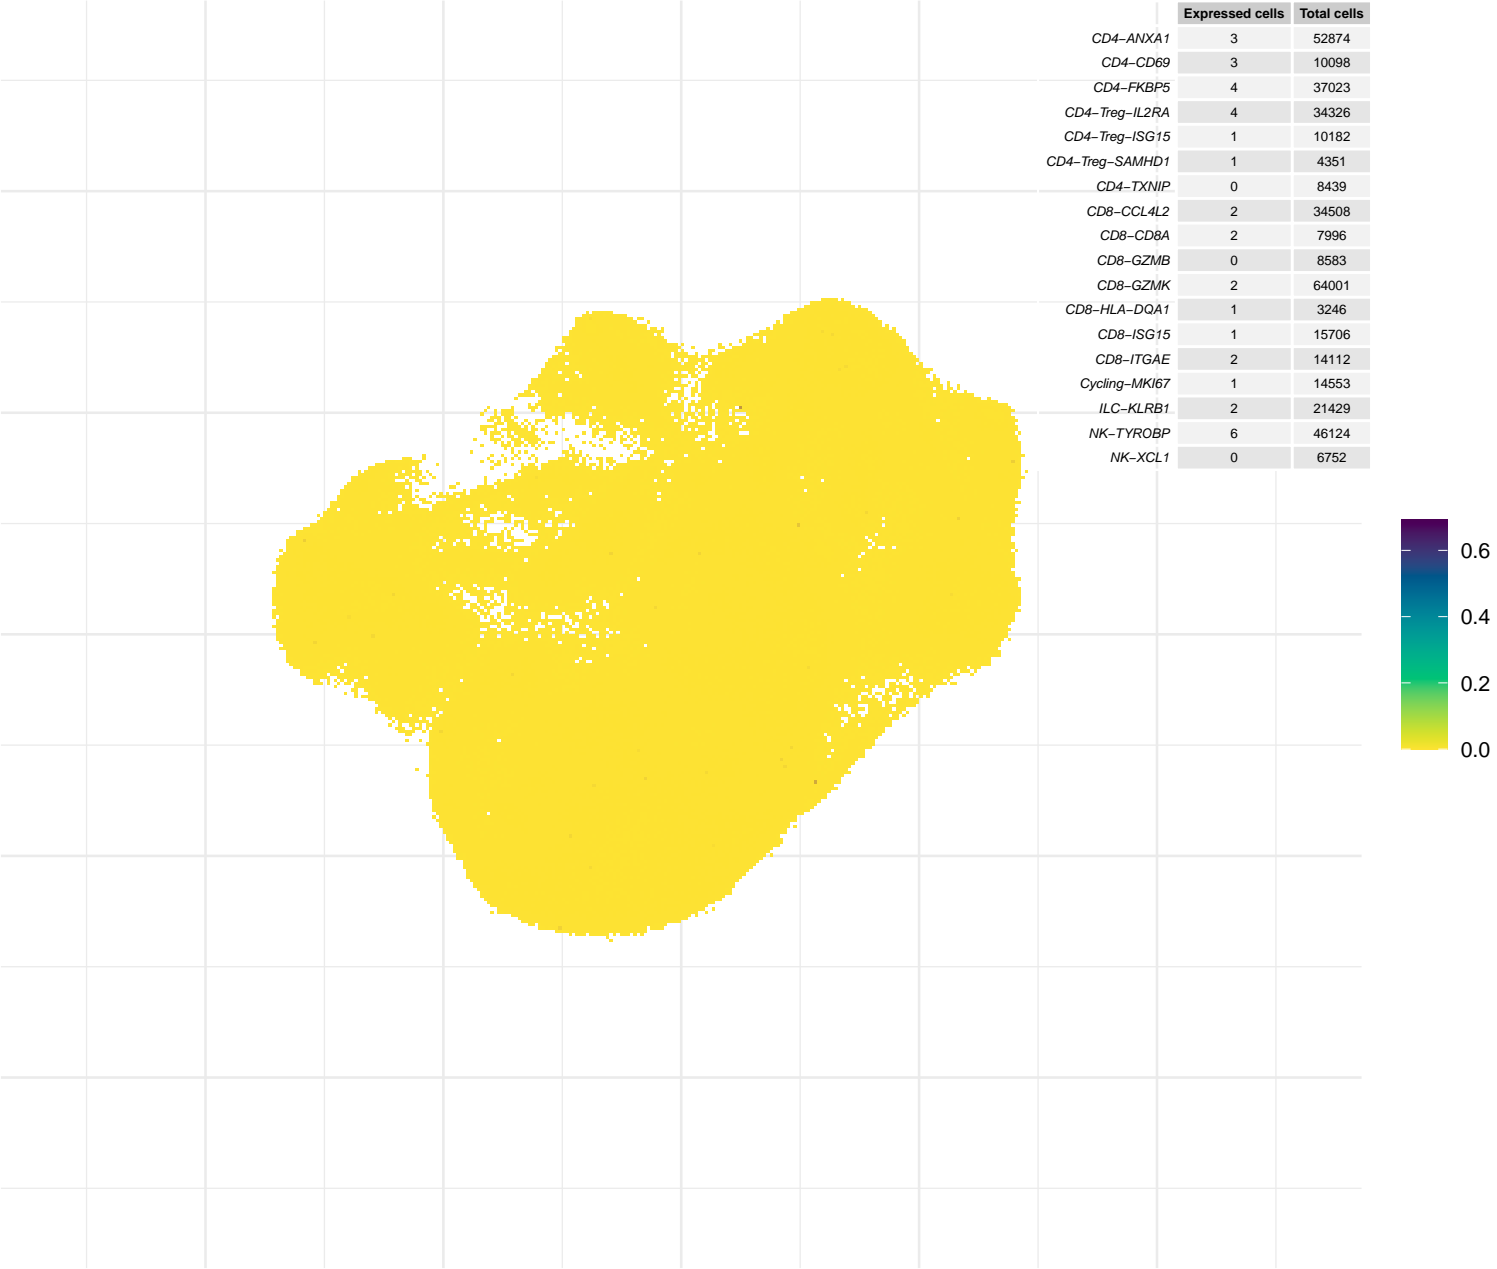 Expressed cells Total cells
CD4−ANXA1 3 52874
CD4−CD69 3 10098
CD4−FKBP5 4 37023
CD4−Treg−IL2RA 4 34326
CD4−Treg−ISG15 1 10182
CD4−Treg−SAMHD1 1 4351
CD4−TXNIP 0 8439
CD8−CCL4L2 2 34508
CD8−CD8A 2 7996
CD8−GZMB 0 8583
CD8−GZMK 2 64001
CD8−HLA−DQA1 1 3246
CD8−ISG15 1 15706
CD8−ITGAE 2 14112
Cycling−MKI67 1 14553
ILC−KLRB1 2 21429
NK−TYROBP 6 46124
NK−XCL1 0 6752
0.6
0.4
0.2
0.0